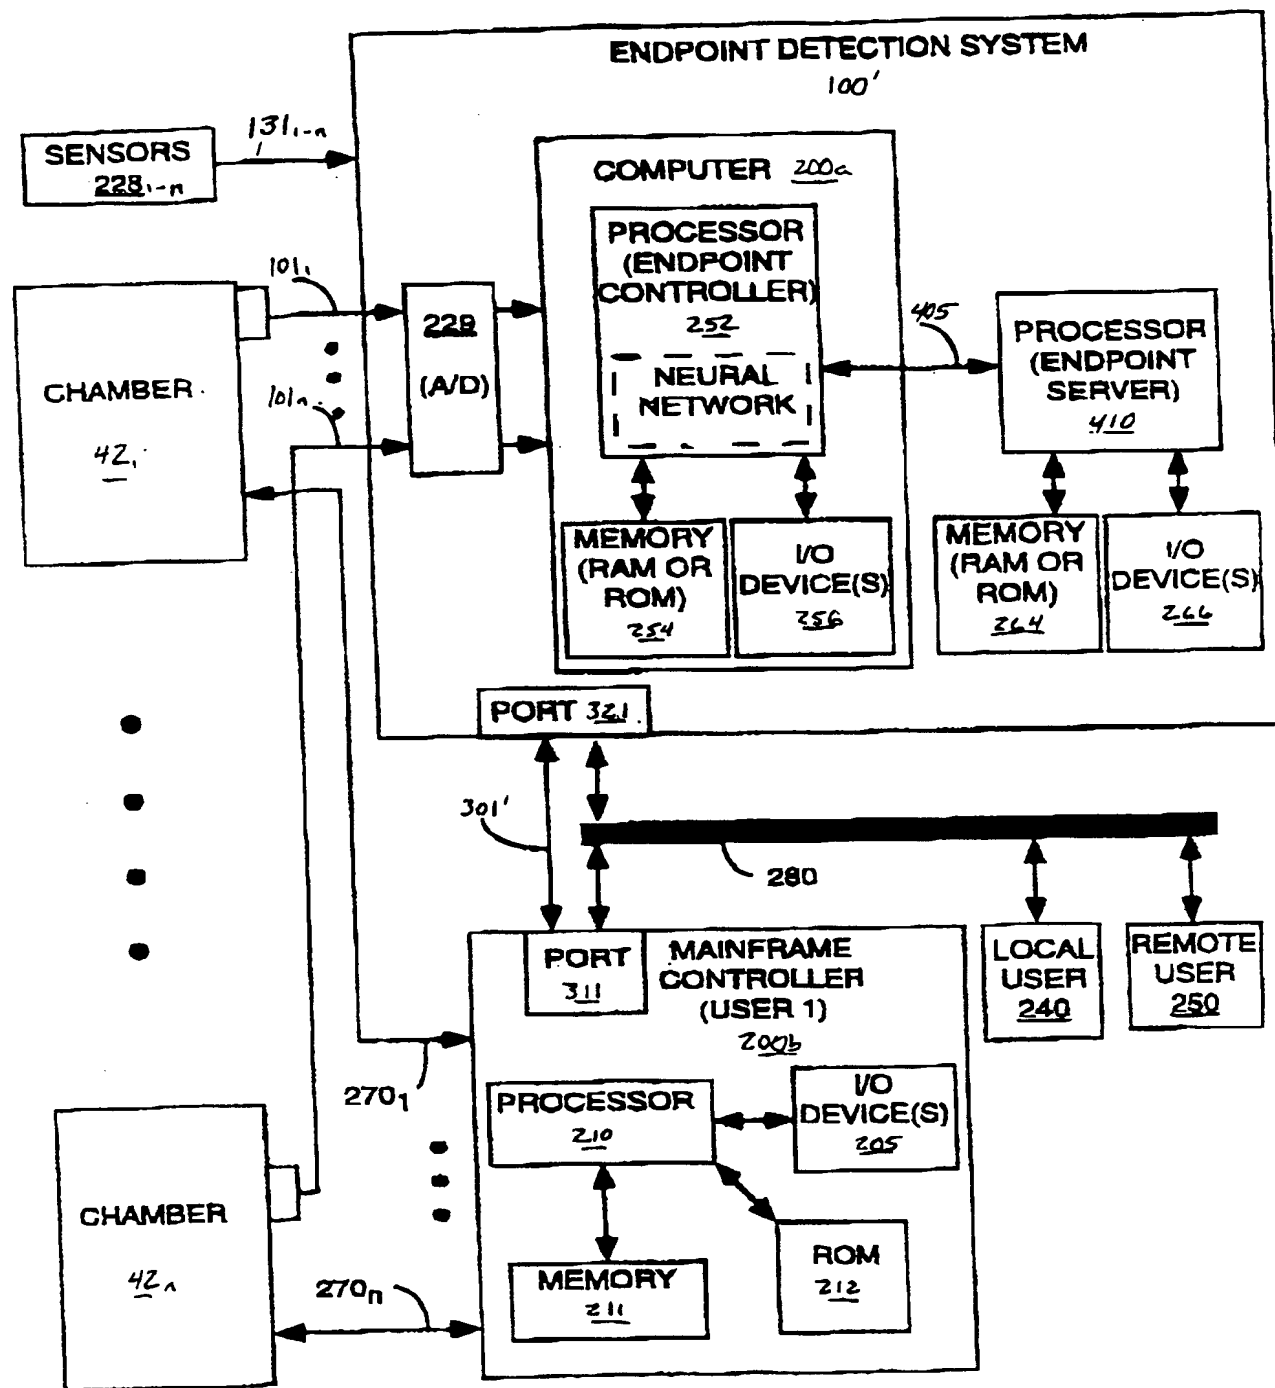 ENDPOINT DETECTION SYSTEM
100'
131₁₋ₙ
SENSORS
228₁₋ₙ
COMPUTER 200a
PROCESSOR
(ENDPOINT
CONTROLLER)
252
NEURAL
NETWORK
101₁
229
(A/D)
101ₙ
CHAMBER
42₁
405
PROCESSOR
(ENDPOINT
SERVER)
410
MEMORY
(RAM OR
ROM)
254
I/O
DEVICE(S)
256
MEMORY
(RAM OR
ROM)
264
I/O
DEVICE(S)
266
PORT 321
301'
280
PORT
311
MAINFRAME
CONTROLLER
(USER 1)
200b
LOCAL
USER
240
REMOTE
USER
250
270₁
PROCESSOR
210
I/O
DEVICE(S)
205
CHAMBER
42ₙ
270ₙ
MEMORY
211
ROM
212